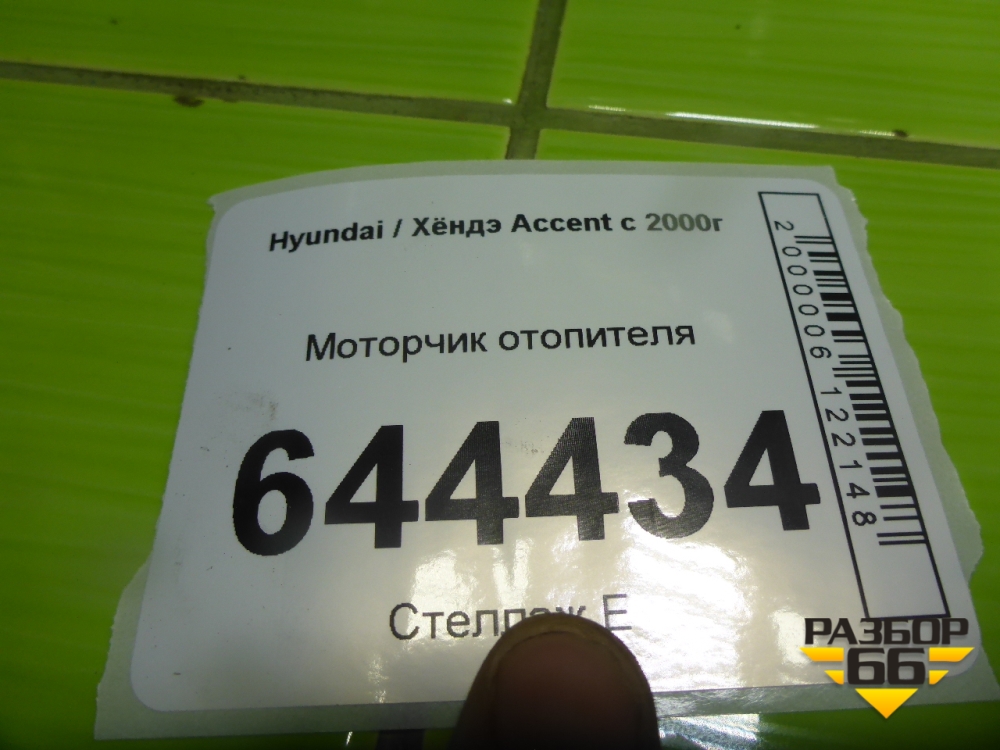 Hyundai / Хёндэ Accent с 2000г
Моторчик отопителя
644434
Стеллаж Е
2000006122148
РАЗБОР
66